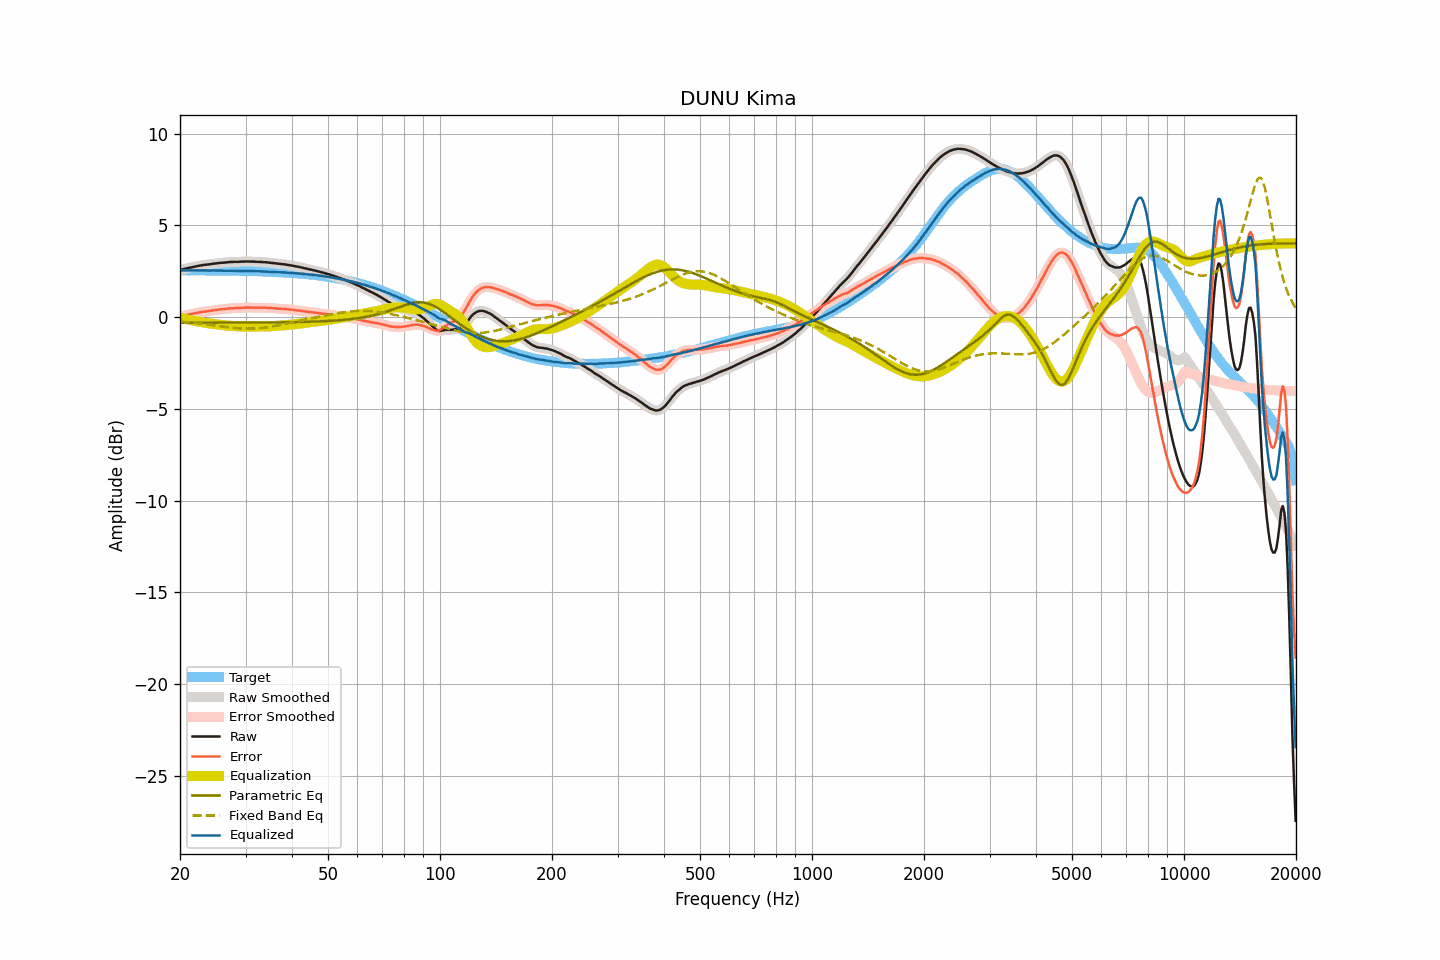 DUNU Kima
10
5
0
−5
−10
−15
−20
−25
Amplitude (dBr)
Target
Raw Smoothed
Error Smoothed
Raw
Error
Equalization
Parametric Eq
Fixed Band Eq
Equalized
20 50 100 200 500 1000 2000 5000 10000 20000
Frequency (Hz)